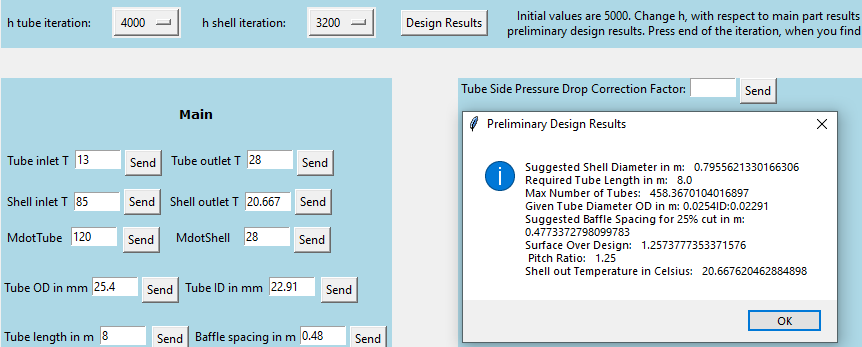 h tube iteration: 4000 h shell iteration: 3200 Design Results
Initial values are 5000. Change h, with respect to main part results
preliminary design results. Press end of the iteration, when you find
Main
Tube inlet T 13 Send Tube outlet T 28 Send
Shell inlet T 85 Send Shell outlet T 20.667 Send
MdotTube 120 Send MdotShell 28 Send
Tube OD in mm 25.4 Send Tube ID in mm 22.91 Send
Tube length in m 8 Send Baffle spacing in m 0.48 Send
Tube Side Pressure Drop Correction Factor: Send
Preliminary Design Results
Suggested Shell Diameter in m: 0.7955621330166306
Required Tube Length in m: 8.0
Max Number of Tubes: 458.3670104016897
Given Tube Diameter OD in m: 0.0254ID:0.02291
Suggested Baffle Spacing for 25% cut in m:
0.4773372798099783
Surface Over Design: 1.2573777353371576
Pitch Ratio: 1.25
Shell out Temperature in Celsius: 20.667620462884898
OK